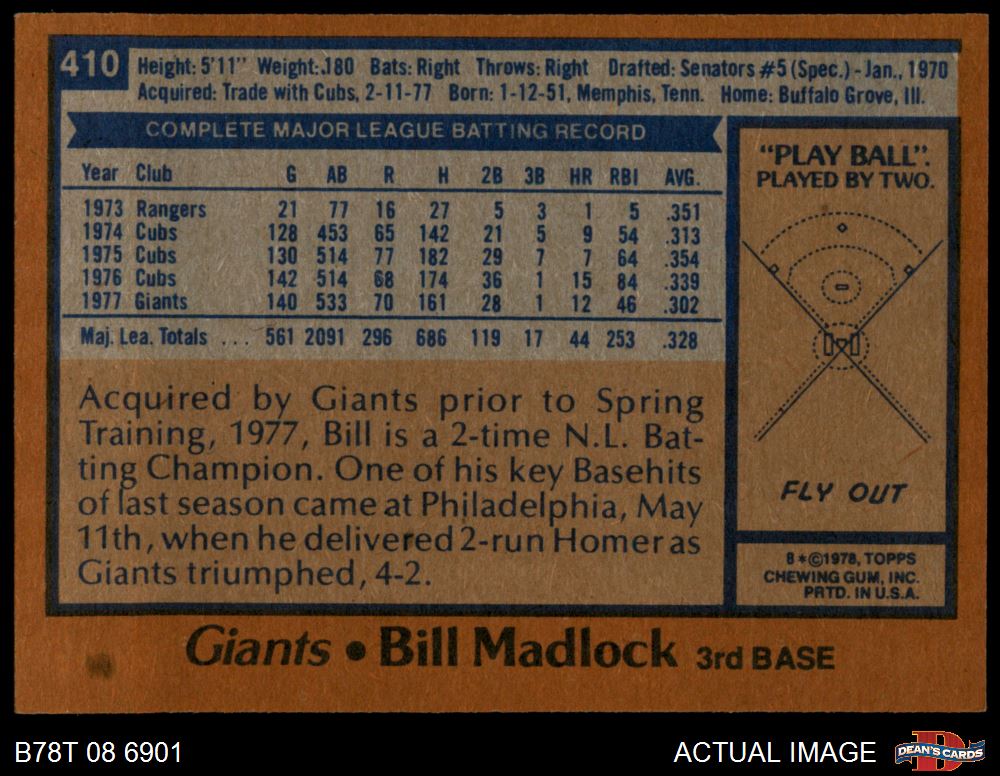 410
Height: 5'11" Weight: 180 Bats: Right Throws: Right Drafted: Senators #5 (Spec.) - Jan., 1970
Acquired: Trade with Cubs, 2-11-77 Born: 1-12-51, Memphis, Tenn. Home: Buffalo Grove, Ill.
COMPLETE MAJOR LEAGUE BATTING RECORD
Year Club G AB R H 2B 3B HR RBI AVG.
1973 Rangers 21 77 16 27 5 3 1 5 .351
1974 Cubs 128 453 65 142 21 5 9 54 .313
1975 Cubs 130 514 77 182 29 7 7 64 .354
1976 Cubs 142 514 68 174 36 1 15 84 .339
1977 Giants 140 533 70 161 28 1 12 46 .302
Maj. Lea. Totals ... 561 2091 296 686 119 17 44 253 .328
Acquired by Giants prior to Spring
Training, 1977, Bill is a 2-time N.L. Bat-
ting Champion. One of his key Basehits
of last season came at Philadelphia, May
11th, when he delivered 2-run Homer as
Giants triumphed, 4-2.
"PLAY BALL".
PLAYED BY TWO.
FLY OUT
8*©1978, TOPPS
CHEWING GUM, INC.
PRTD. IN U.S.A.
Giants • Bill Madlock 3rd BASE
B78T 08 6901
ACTUAL IMAGE
D
DEAN'S CARDS